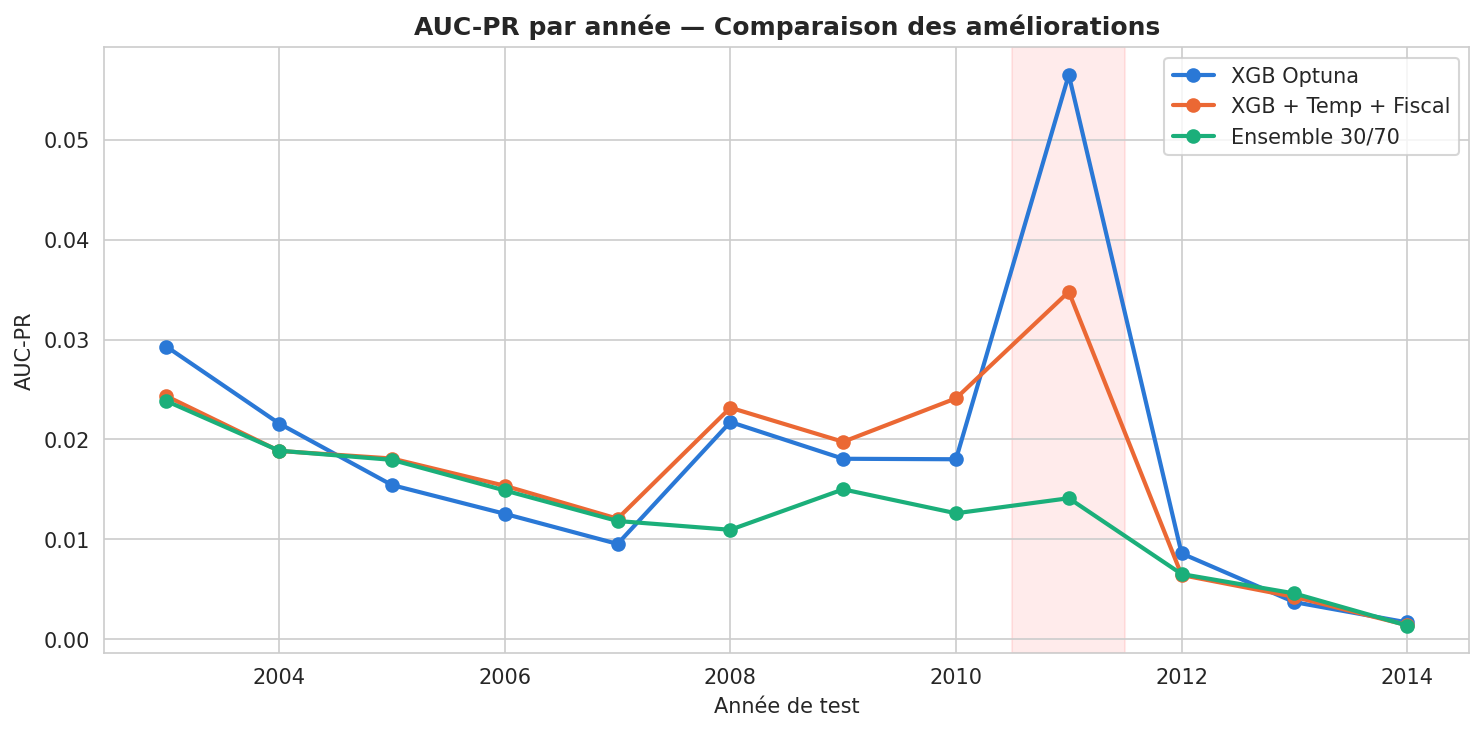 AUC-PR par année — Comparaison des améliorations
XGB Optuna
XGB + Temp + Fiscal
Ensemble 30/70
AUC-PR
0.05
0.04
0.03
0.02
0.01
0.00
2004 2006 2008 2010 2012 2014
Année de test